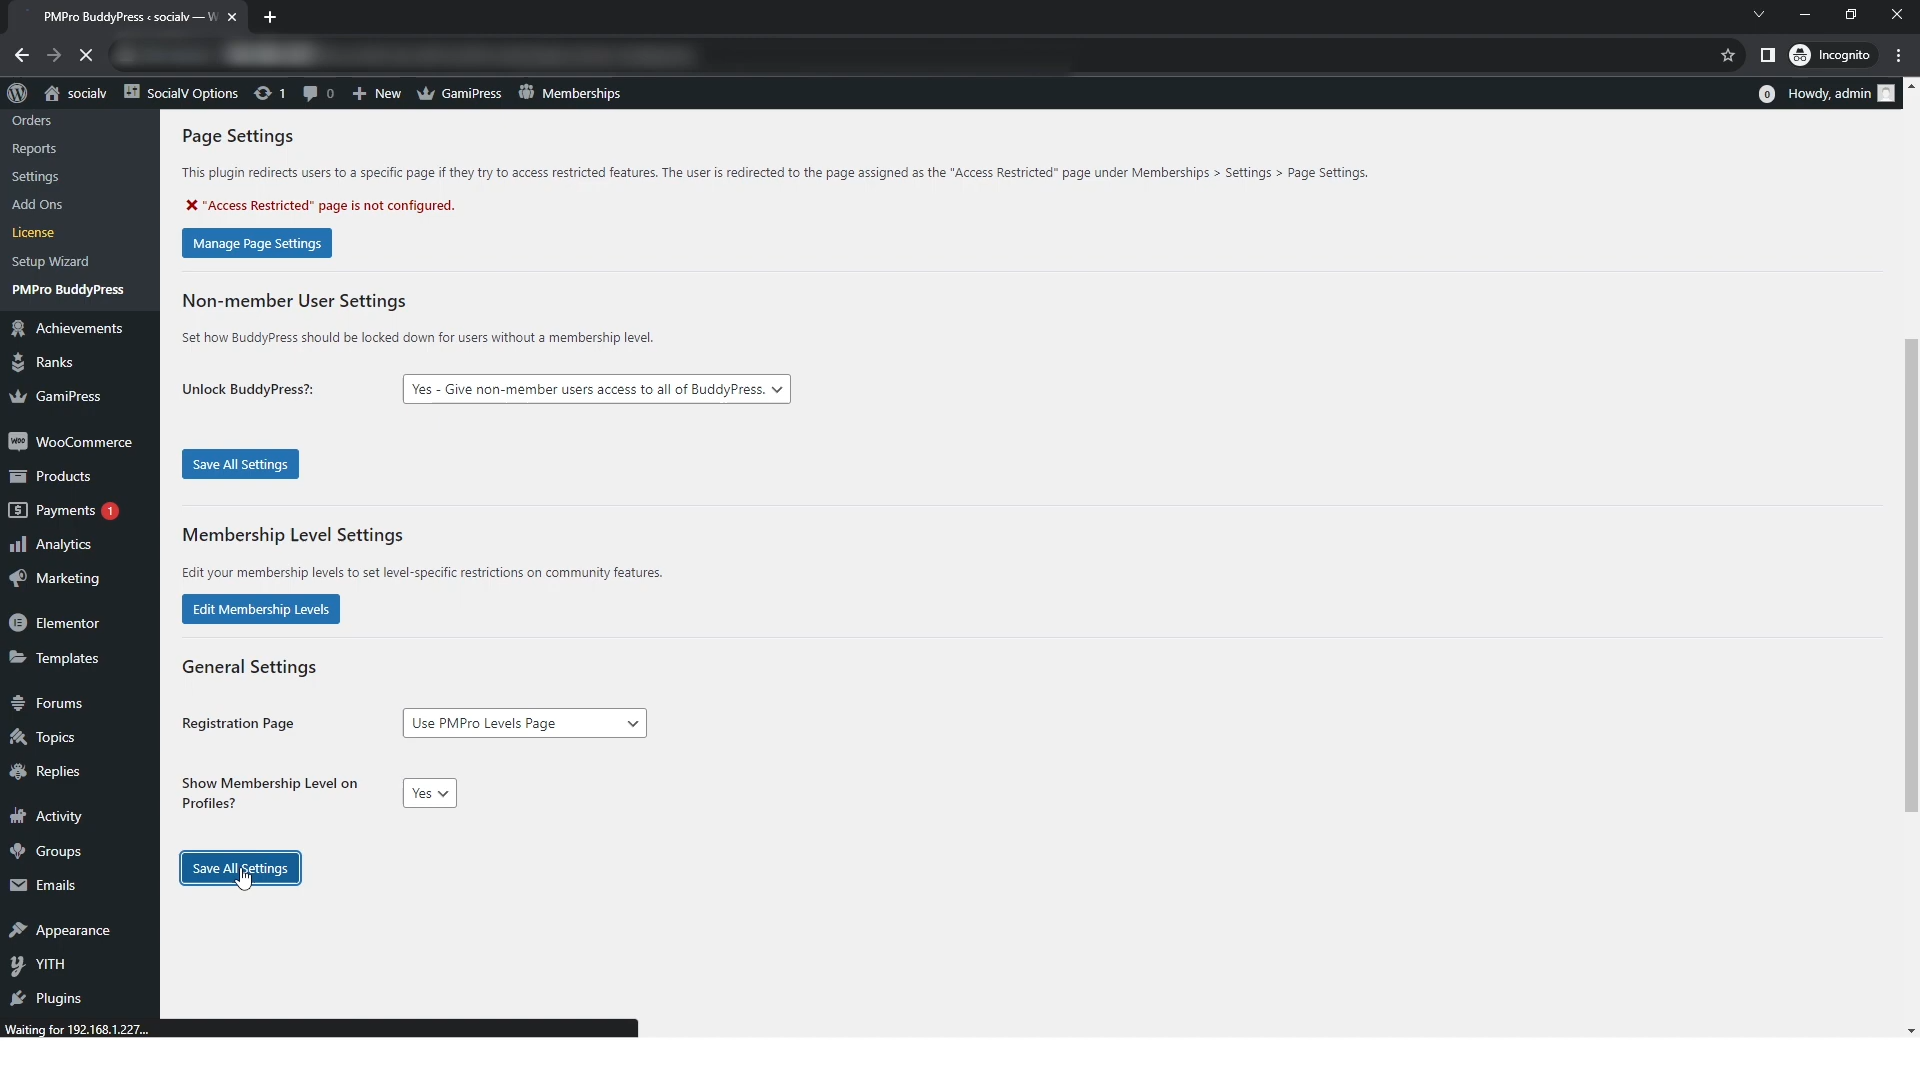 PMPro BuddyPress ‹ socialv — W
Incognito
socialv
SocialV Options
1
0
New
GamiPress
Memberships
0
Howdy, admin
Orders
Reports
Settings
Add Ons
License
Setup Wizard
PMPro BuddyPress
Achievements
Ranks
GamiPress
WooCommerce
Products
Payments 1
Analytics
Marketing
Elementor
Templates
Forums
Topics
Replies
Activity
Groups
Emails
Appearance
YITH
Plugins
Page Settings
This plugin redirects users to a specific page if they try to access restricted features. The user is redirected to the page assigned as the "Access Restricted" page under Memberships > Settings > Page Settings.
"Access Restricted" page is not configured.
Manage Page Settings
Non-member User Settings
Set how BuddyPress should be locked down for users without a membership level.
Unlock BuddyPress?:
Yes - Give non-member users access to all of BuddyPress.
Save All Settings
Membership Level Settings
Edit your membership levels to set level-specific restrictions on community features.
Edit Membership Levels
General Settings
Registration Page
Use PMPro Levels Page
Show Membership Level on
Profiles?
Yes
Save All Settings
Waiting for 192.168.1.227...